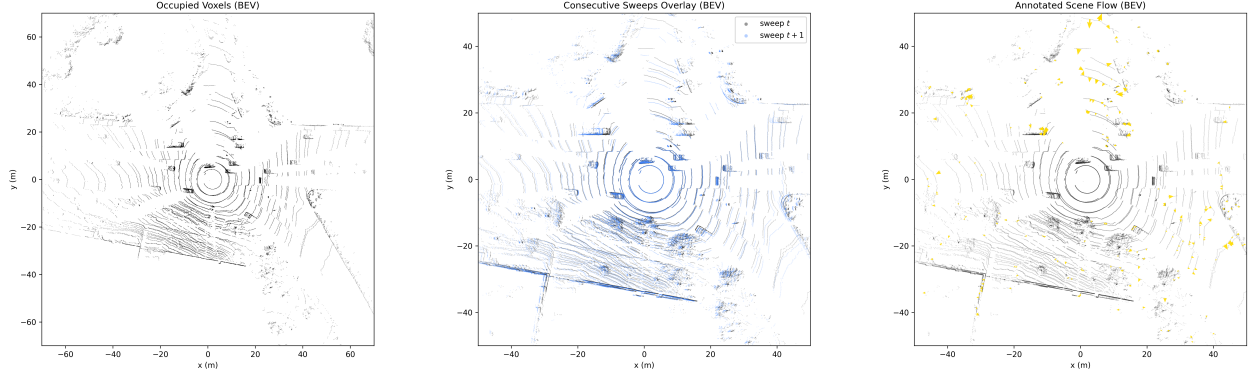 Occupied Voxels (BEV)
60
40
20
0
−20
−40
−60
y (m)
−60 −40 −20 0 20 40 60
x (m)
Consecutive Sweeps Overlay (BEV)
sweep t
sweep t + 1
40
20
0
−20
−40
y (m)
−40 −20 0 20 40
x (m)
Annotated Scene Flow (BEV)
40
20
0
−20
−40
y (m)
−40 −20 0 20 40
x (m)